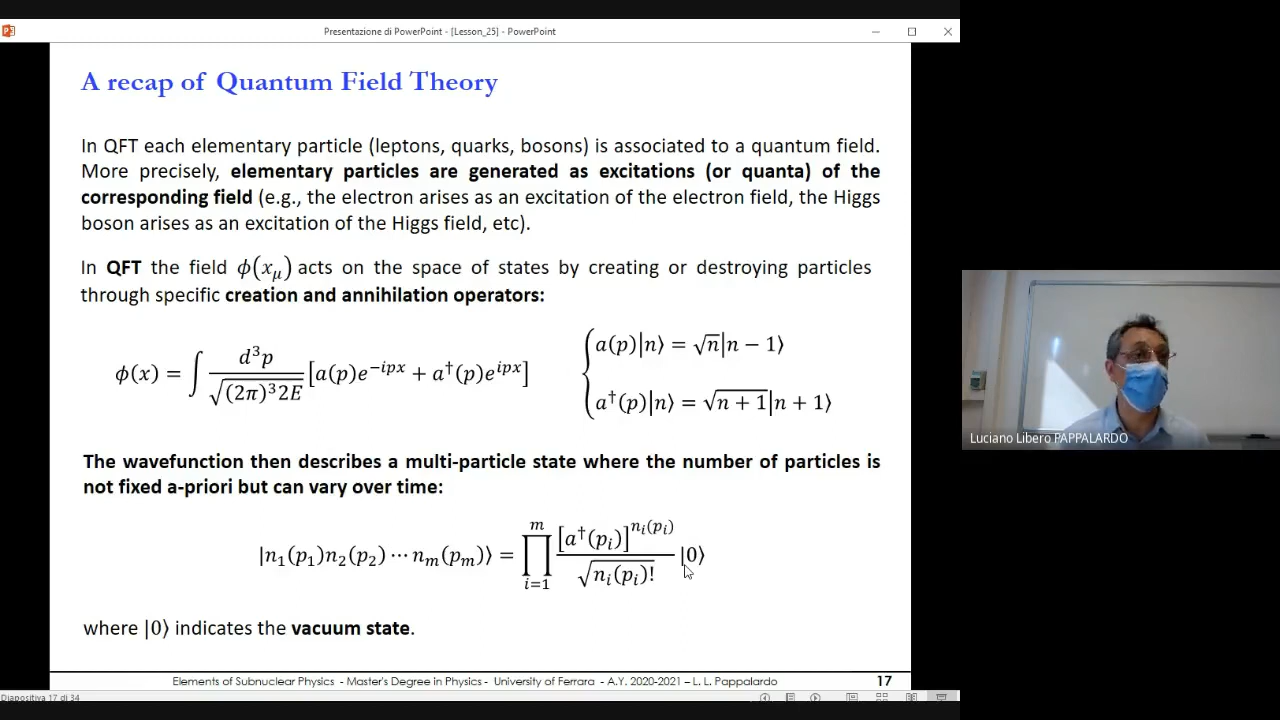 Presentazione di PowerPoint - [Lesson_25] - PowerPoint
A recap of Quantum Field Theory
In QFT each elementary particle (leptons, quarks, bosons) is associated to a quantum field.
More precisely, elementary particles are generated as excitations (or quanta) of the
corresponding field (e.g., the electron arises as an excitation of the electron field, the Higgs
boson arises as an excitation of the Higgs field, etc).
In QFT the field ϕ(xμ) acts on the space of states by creating or destroying particles
through specific creation and annihilation operators:
ϕ(x) = ∫ d³p / √((2π)³2E) [a(p)e^{−ipx} + a†(p)e^{ipx}]
a(p)|n⟩ = √n|n − 1⟩
a†(p)|n⟩ = √(n + 1)|n + 1⟩
The wavefunction then describes a multi-particle state where the number of particles is
not fixed a-priori but can vary over time:
|n₁(p₁)n₂(p₂) ⋯ nₘ(pₘ)⟩ = ∏_{i=1}^{m} [a†(pᵢ)]^{nᵢ(pᵢ)} / √(nᵢ(pᵢ)!) |0⟩
where |0⟩ indicates the vacuum state.
Elements of Subnuclear Physics - Master's Degree in Physics - University of Ferrara - A.Y. 2020-2021 – L. L. Pappalardo 17
Diapositiva 17 di 34
Luciano Libero PAPPALARDO